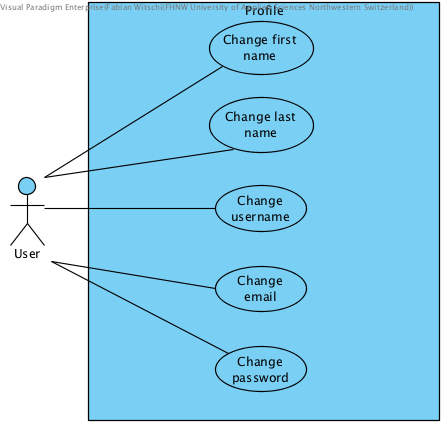 Visual Paradigm Enterprise(Fabian Witschi(FHNW University of Applied Sciences Northwestern Switzerland))
Profile
Change first
name
Change last
name
Change
username
User
Change
email
Change
password